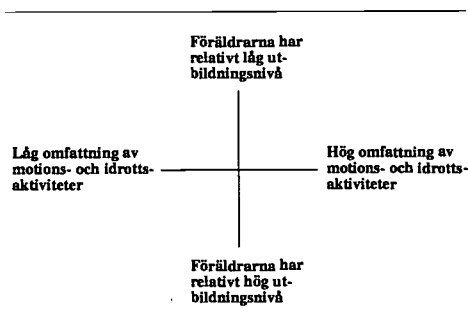 Föräldrarna har
relativt låg ut-
bildningsnivå
Låg omfattning av
motions- och idrotts-
aktiviteter
Hög omfattning av
motions- och idrotts-
aktiviteter
Föräldrarna har
relativt hög ut-
bildningsnivå